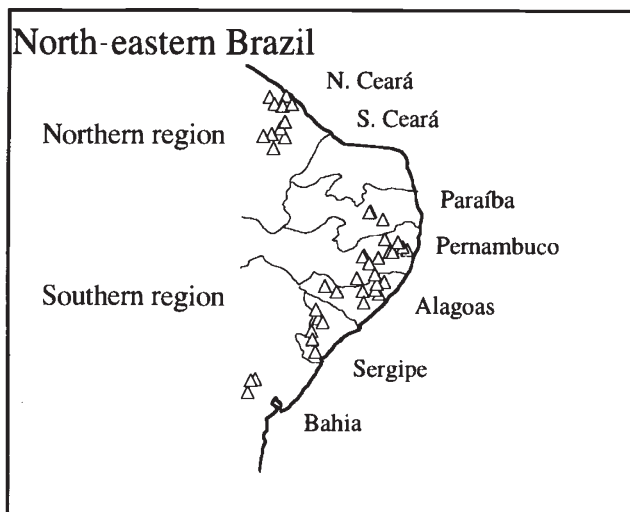 North-eastern Brazil
N. Ceará
S. Ceará
Northern region
Paraíba
Pernambuco
Southern region
Alagoas
Sergipe
Bahia